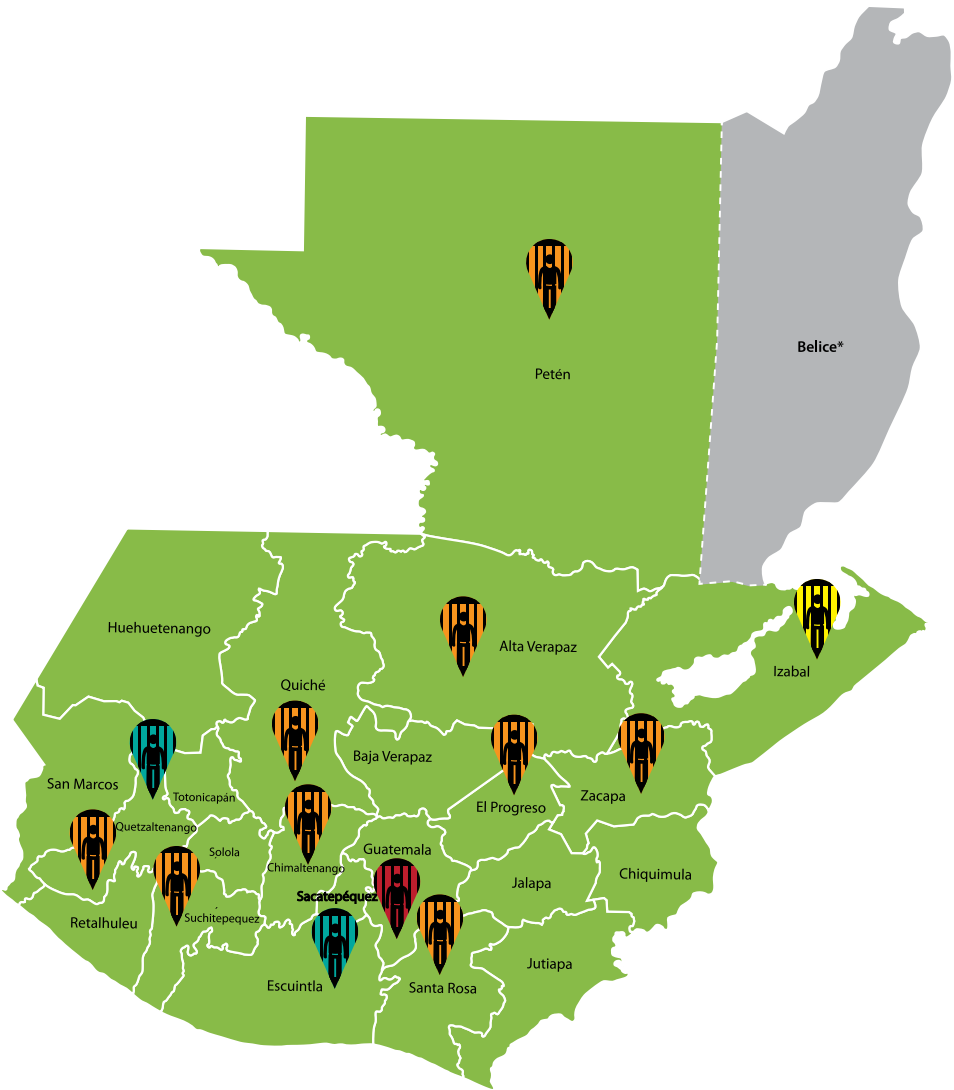 Belice*
Petén
Huehuetenango
Alta Verapaz
Izabal
Quiché
Baja Verapaz
San Marcos
Totonicapán
Zacapa
El Progreso
Quetzaltenango
Solola
Guatemala
Chimaltenango
Chiquimula
Jalapa
Sacatepéquez
Retalhuleu
Suchitepequez
Jutiapa
Escuintla
Santa Rosa